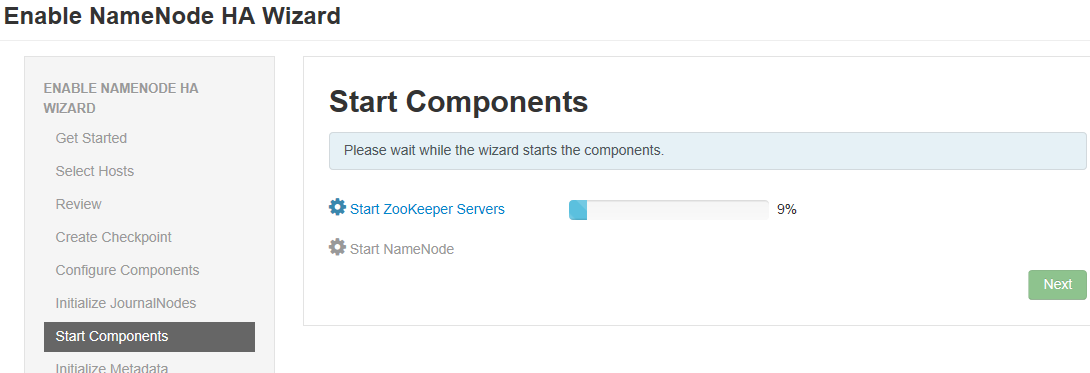 Enable NameNode HA Wizard
ENABLE NAMENODE HA
WIZARD
Get Started
Select Hosts
Review
Create Checkpoint
Configure Components
Initialize JournalNodes
Start Components
Initialize Metadata
Start Components
Please wait while the wizard starts the components.
Start ZooKeeper Servers 9%
Start NameNode
Next